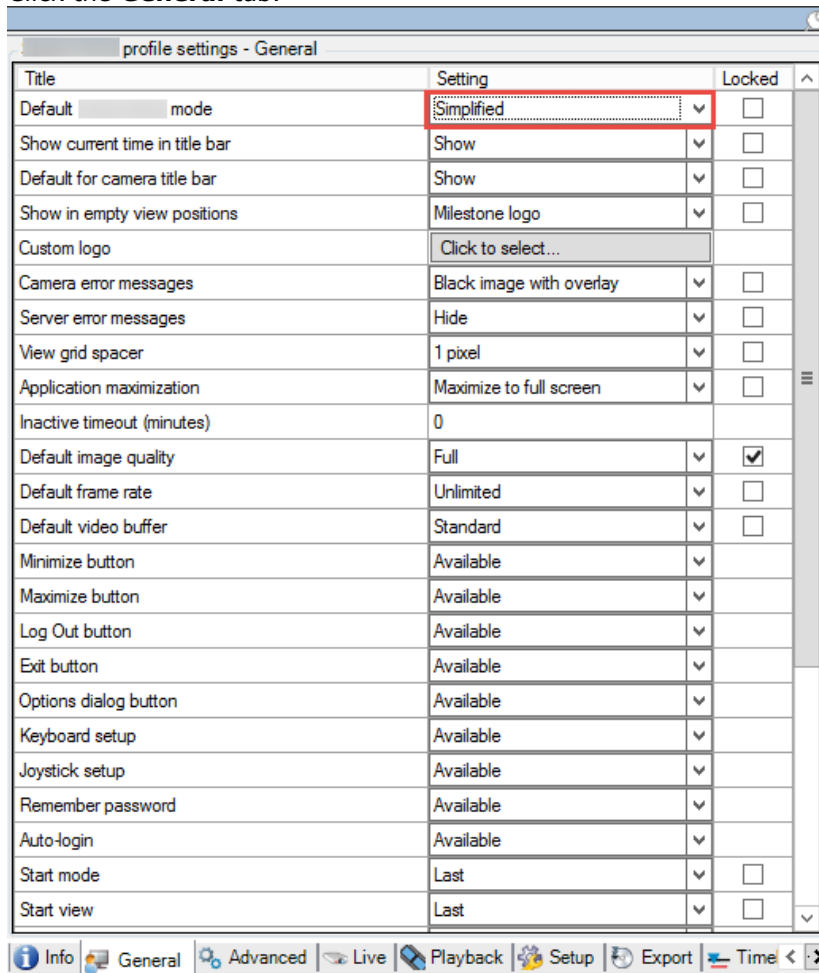 profile settings - General
Title Setting Locked
Default mode Simplified
Show current time in title bar Show
Default for camera title bar Show
Show in empty view positions Milestone logo
Custom logo Click to select...
Camera error messages Black image with overlay
Server error messages Hide
View grid spacer 1 pixel
Application maximization Maximize to full screen
Inactive timeout (minutes) 0
Default image quality Full
Default frame rate Unlimited
Default video buffer Standard
Minimize button Available
Maximize button Available
Log Out button Available
Exit button Available
Options dialog button Available
Keyboard setup Available
Joystick setup Available
Remember password Available
Auto-login Available
Start mode Last
Start view Last
Info General Advanced Live Playback Setup Export Timel